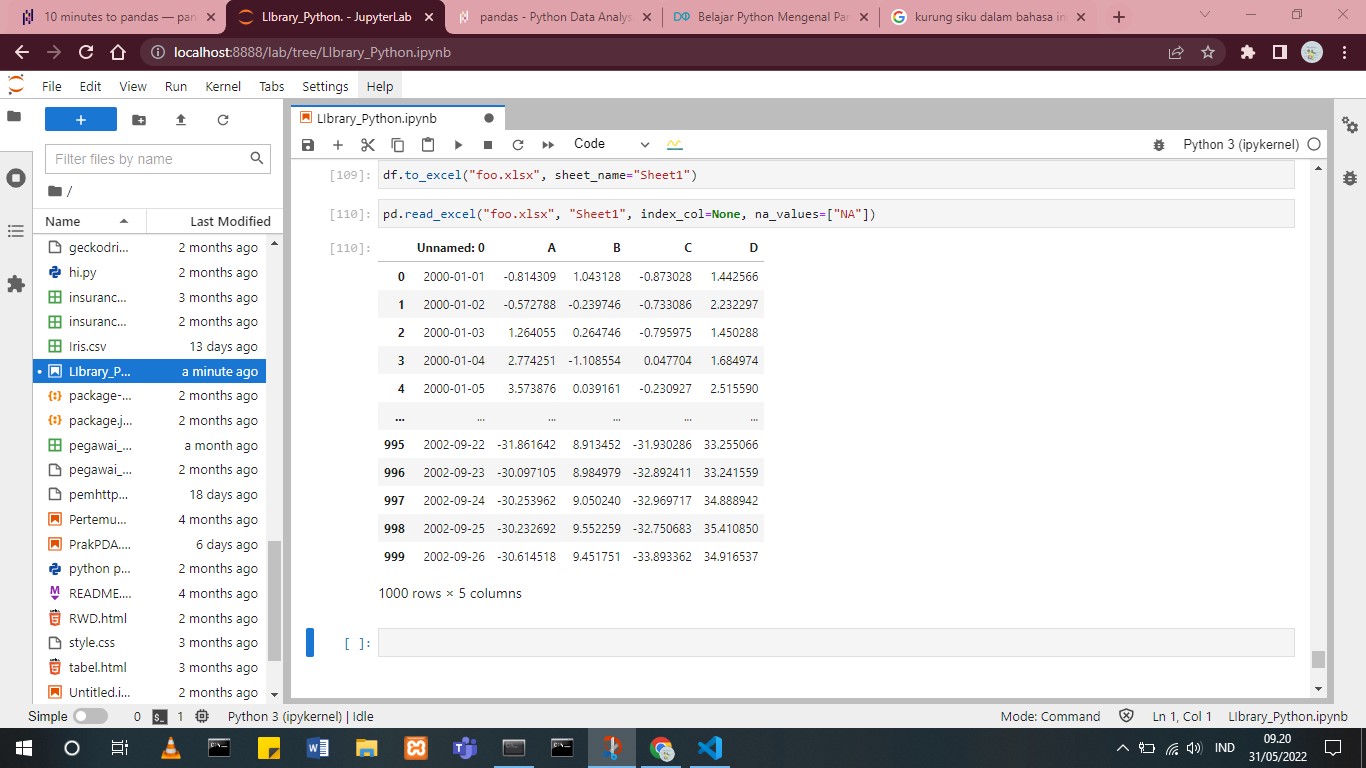 10 minutes to pandas — pan
LIbrary_Python. - JupyterLab
pandas - Python Data Analys
Belajar Python Mengenal Pan
kurung siku dalam bahasa in
localhost:8888/lab/tree/LIbrary_Python.ipynb
File Edit View Run Kernel Tabs Settings Help
LIbrary_Python.ipynb
Code
Python 3 (ipykernel)
Filter files by name
/
Name Last Modified
geckodri... 2 months ago
hi.py 2 months ago
insuranc... 3 months ago
insuranc... 2 months ago
Iris.csv 13 days ago
LIbrary_P... a minute ago
package-... 2 months ago
package.j... 2 months ago
pegawai_... a month ago
pegawai_... 2 months ago
pemhttp... 18 days ago
Pertemu... 4 months ago
PrakPDA.... 6 days ago
python p... 2 months ago
README.... 4 months ago
RWD.html 2 months ago
style.css 3 months ago
tabel.html 3 months ago
Untitled.i... 2 months ago
[109]: df.to_excel("foo.xlsx", sheet_name="Sheet1")
[110]: pd.read_excel("foo.xlsx", "Sheet1", index_col=None, na_values=["NA"])
[110]: Unnamed: 0 A B C D
0 2000-01-01 -0.814309 1.043128 -0.873028 1.442566
1 2000-01-02 -0.572788 -0.239746 -0.733086 2.232297
2 2000-01-03 1.264055 0.264746 -0.795975 1.450288
3 2000-01-04 2.774251 -1.108554 0.047704 1.684974
4 2000-01-05 3.573876 0.039161 -0.230927 2.515590
... ... ... ... ... ...
995 2002-09-22 -31.861642 8.913452 -31.930286 33.255066
996 2002-09-23 -30.097105 8.984979 -32.892411 33.241559
997 2002-09-24 -30.253962 9.050240 -32.969717 34.888942
998 2002-09-25 -30.232692 9.552259 -32.750683 35.410850
999 2002-09-26 -30.614518 9.451751 -33.893362 34.916537
1000 rows × 5 columns
[ ]:
Simple 0 1 Python 3 (ipykernel) | Idle
Mode: Command Ln 1, Col 1 LIbrary_Python.ipynb
IND
09.20
31/05/2022